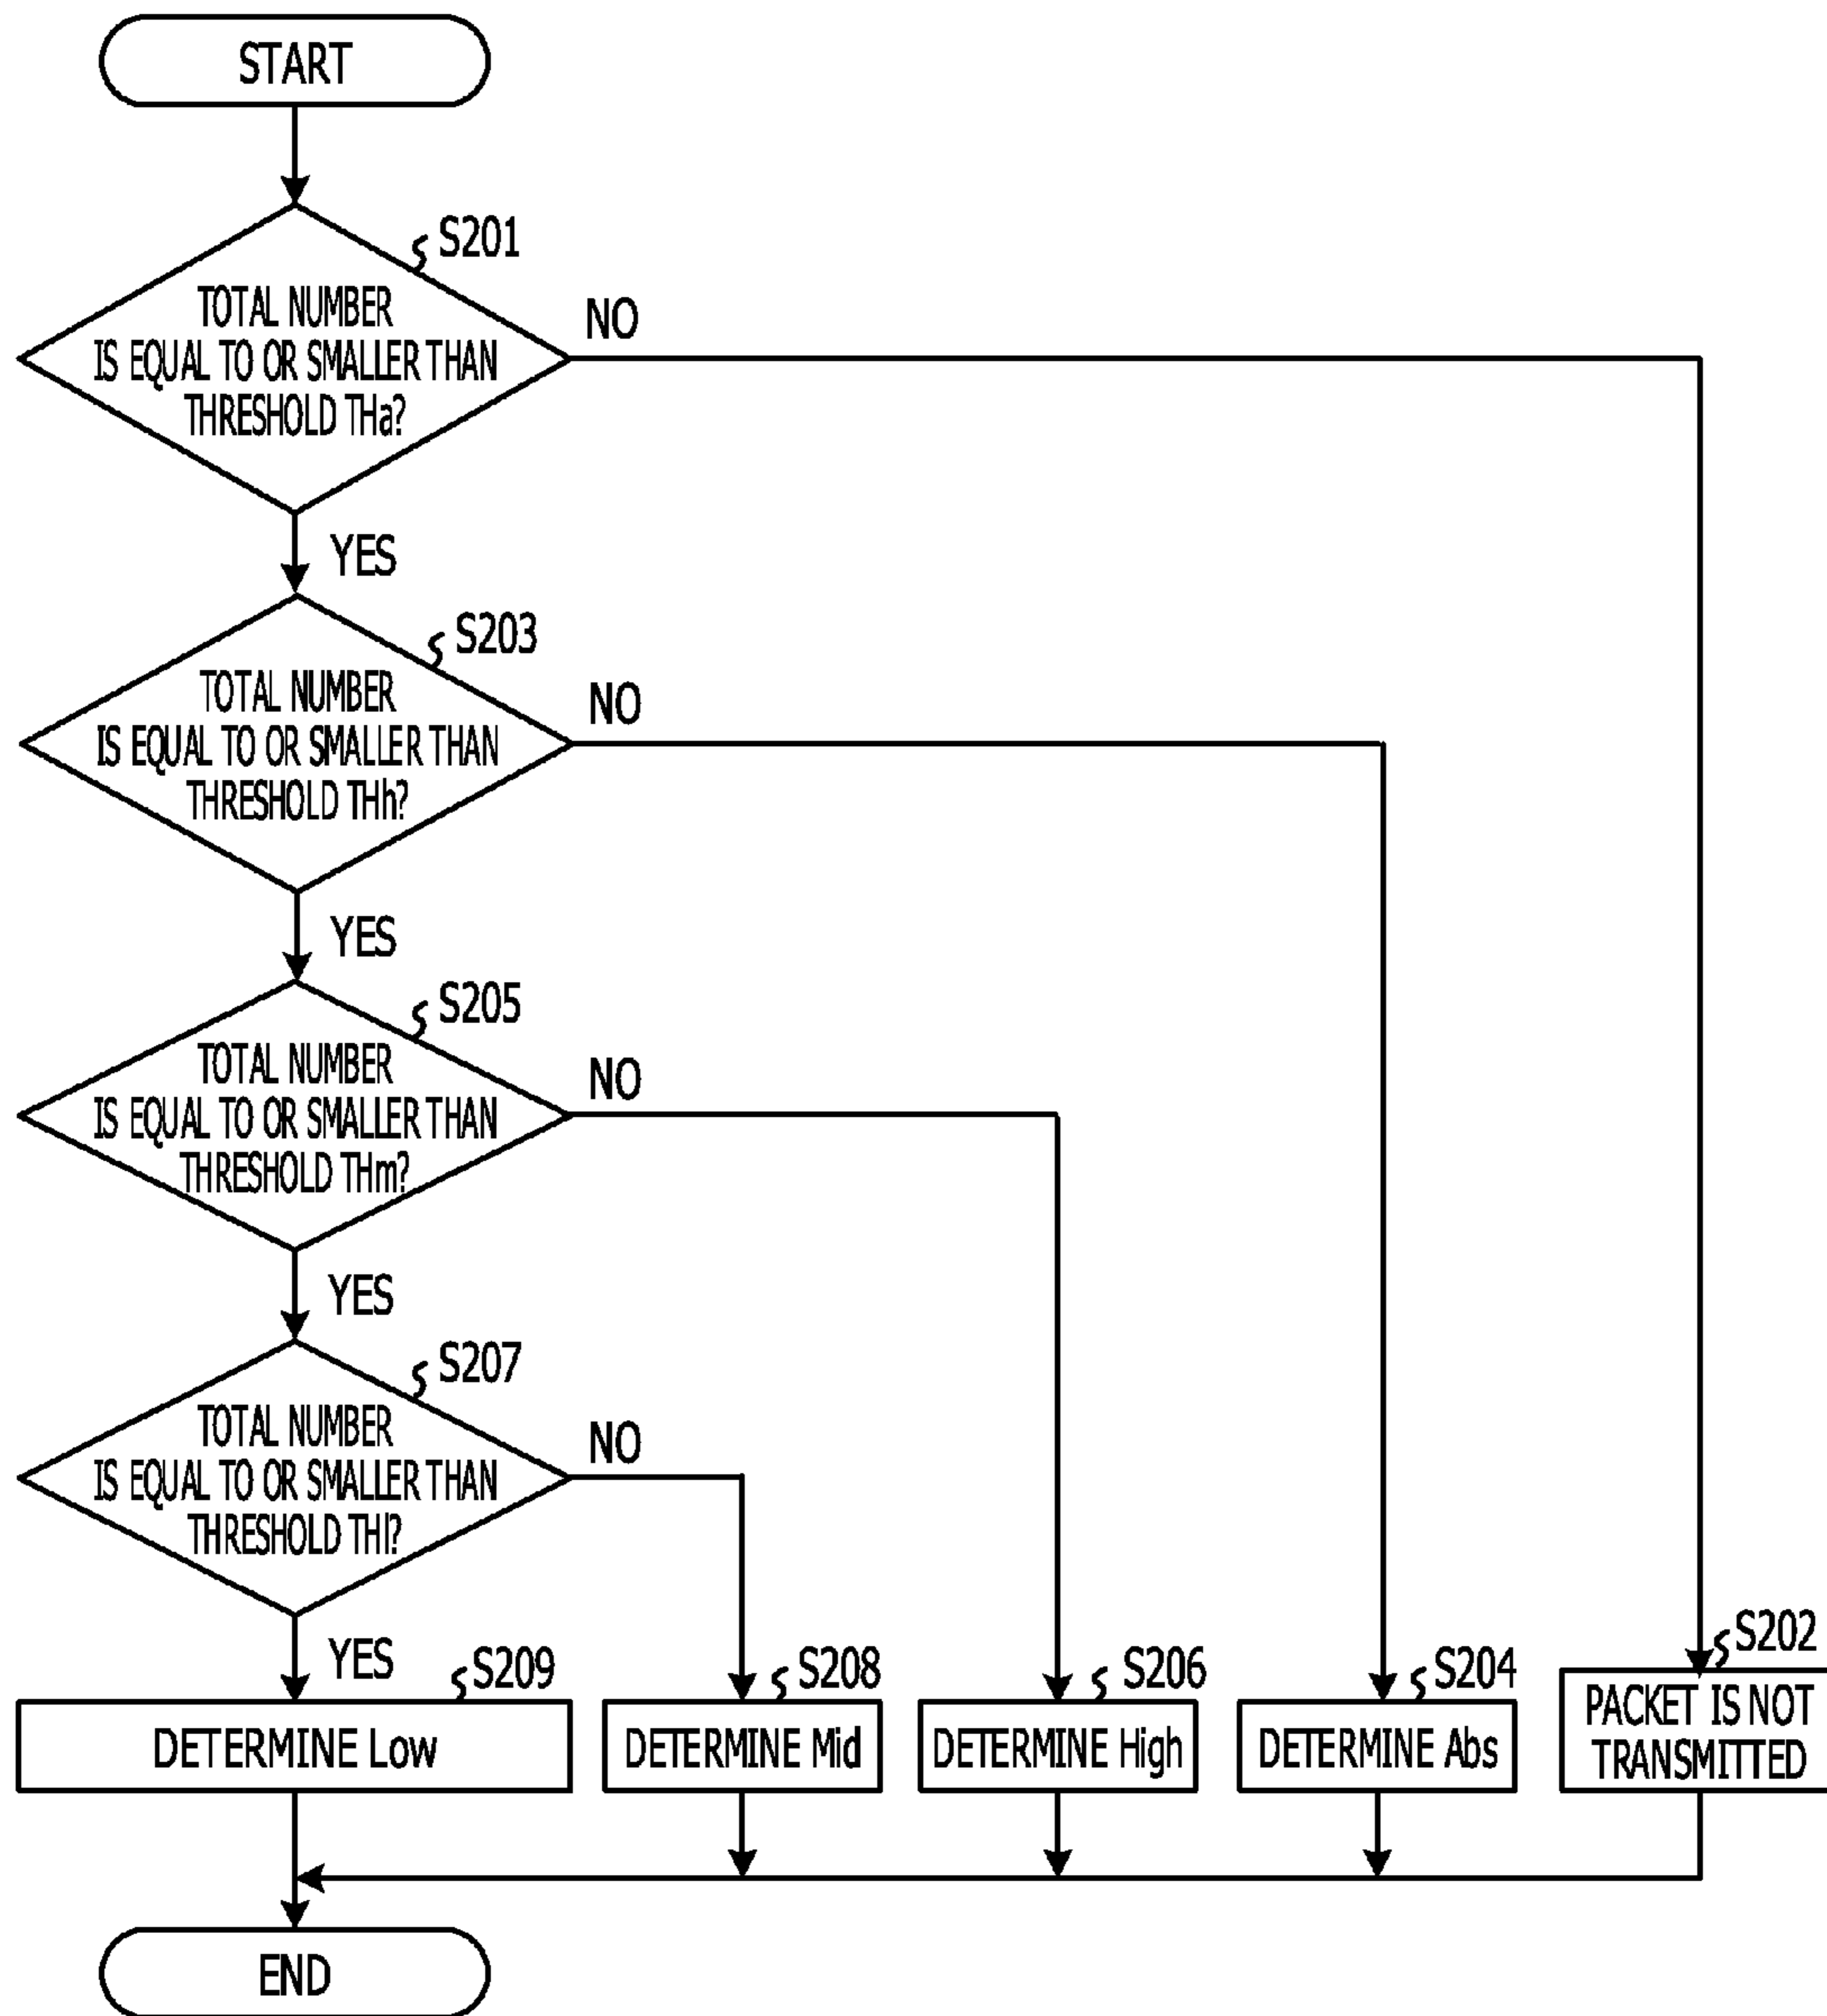 START
S201
TOTAL NUMBER
IS EQUAL TO OR SMALLER THAN
THRESHOLD THa?
NO
YES
S203
TOTAL NUMBER
IS EQUAL TO OR SMALLER THAN
THRESHOLD THh?
NO
YES
S205
TOTAL NUMBER
IS EQUAL TO OR SMALLER THAN
THRESHOLD THm?
NO
YES
S207
TOTAL NUMBER
IS EQUAL TO OR SMALLER THAN
THRESHOLD THl?
NO
YES
S209
DETERMINE Low
S208
DETERMINE Mid
S206
DETERMINE High
S204
DETERMINE Abs
S202
PACKET IS NOT
TRANSMITTED
END